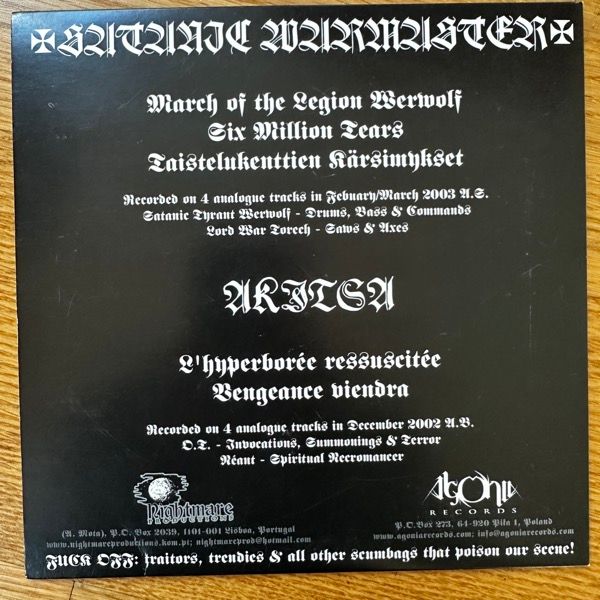 SATANIC WARMASTER
March of the Legion Werwolf
Six Million Tears
Taistelukenttien Kärsimykset
Recorded on 4 analogue tracks in Febuary/March 2003 A.S.
Satanic Tyrant Werwolf - Drums, Bass & Commands
Lord War Torech - Saws & Axes
AKITSA
L'hyperborée ressuscitée
Vengeance viendra
Recorded on 4 analogue tracks in December 2002 A.B.
O.T. - Invocations, Summonings & Terror
Néant - Spiritual Necromancer
Nightmare
PRODUCTIONS
(A. Mota), P.O. Box 2039, 1101-001 Lisboa, Portugal
www.nightmareproductions.kom.pt; nightmareprod@hotmail.com
AGONIA
RECORDS
P.O. Box 273, 64-920 Piła 1, Poland
www.agoniarecords.com; info@agoniarecords.com
FUCK OFF: traitors, trendies & all other scumbags that poison our scene!